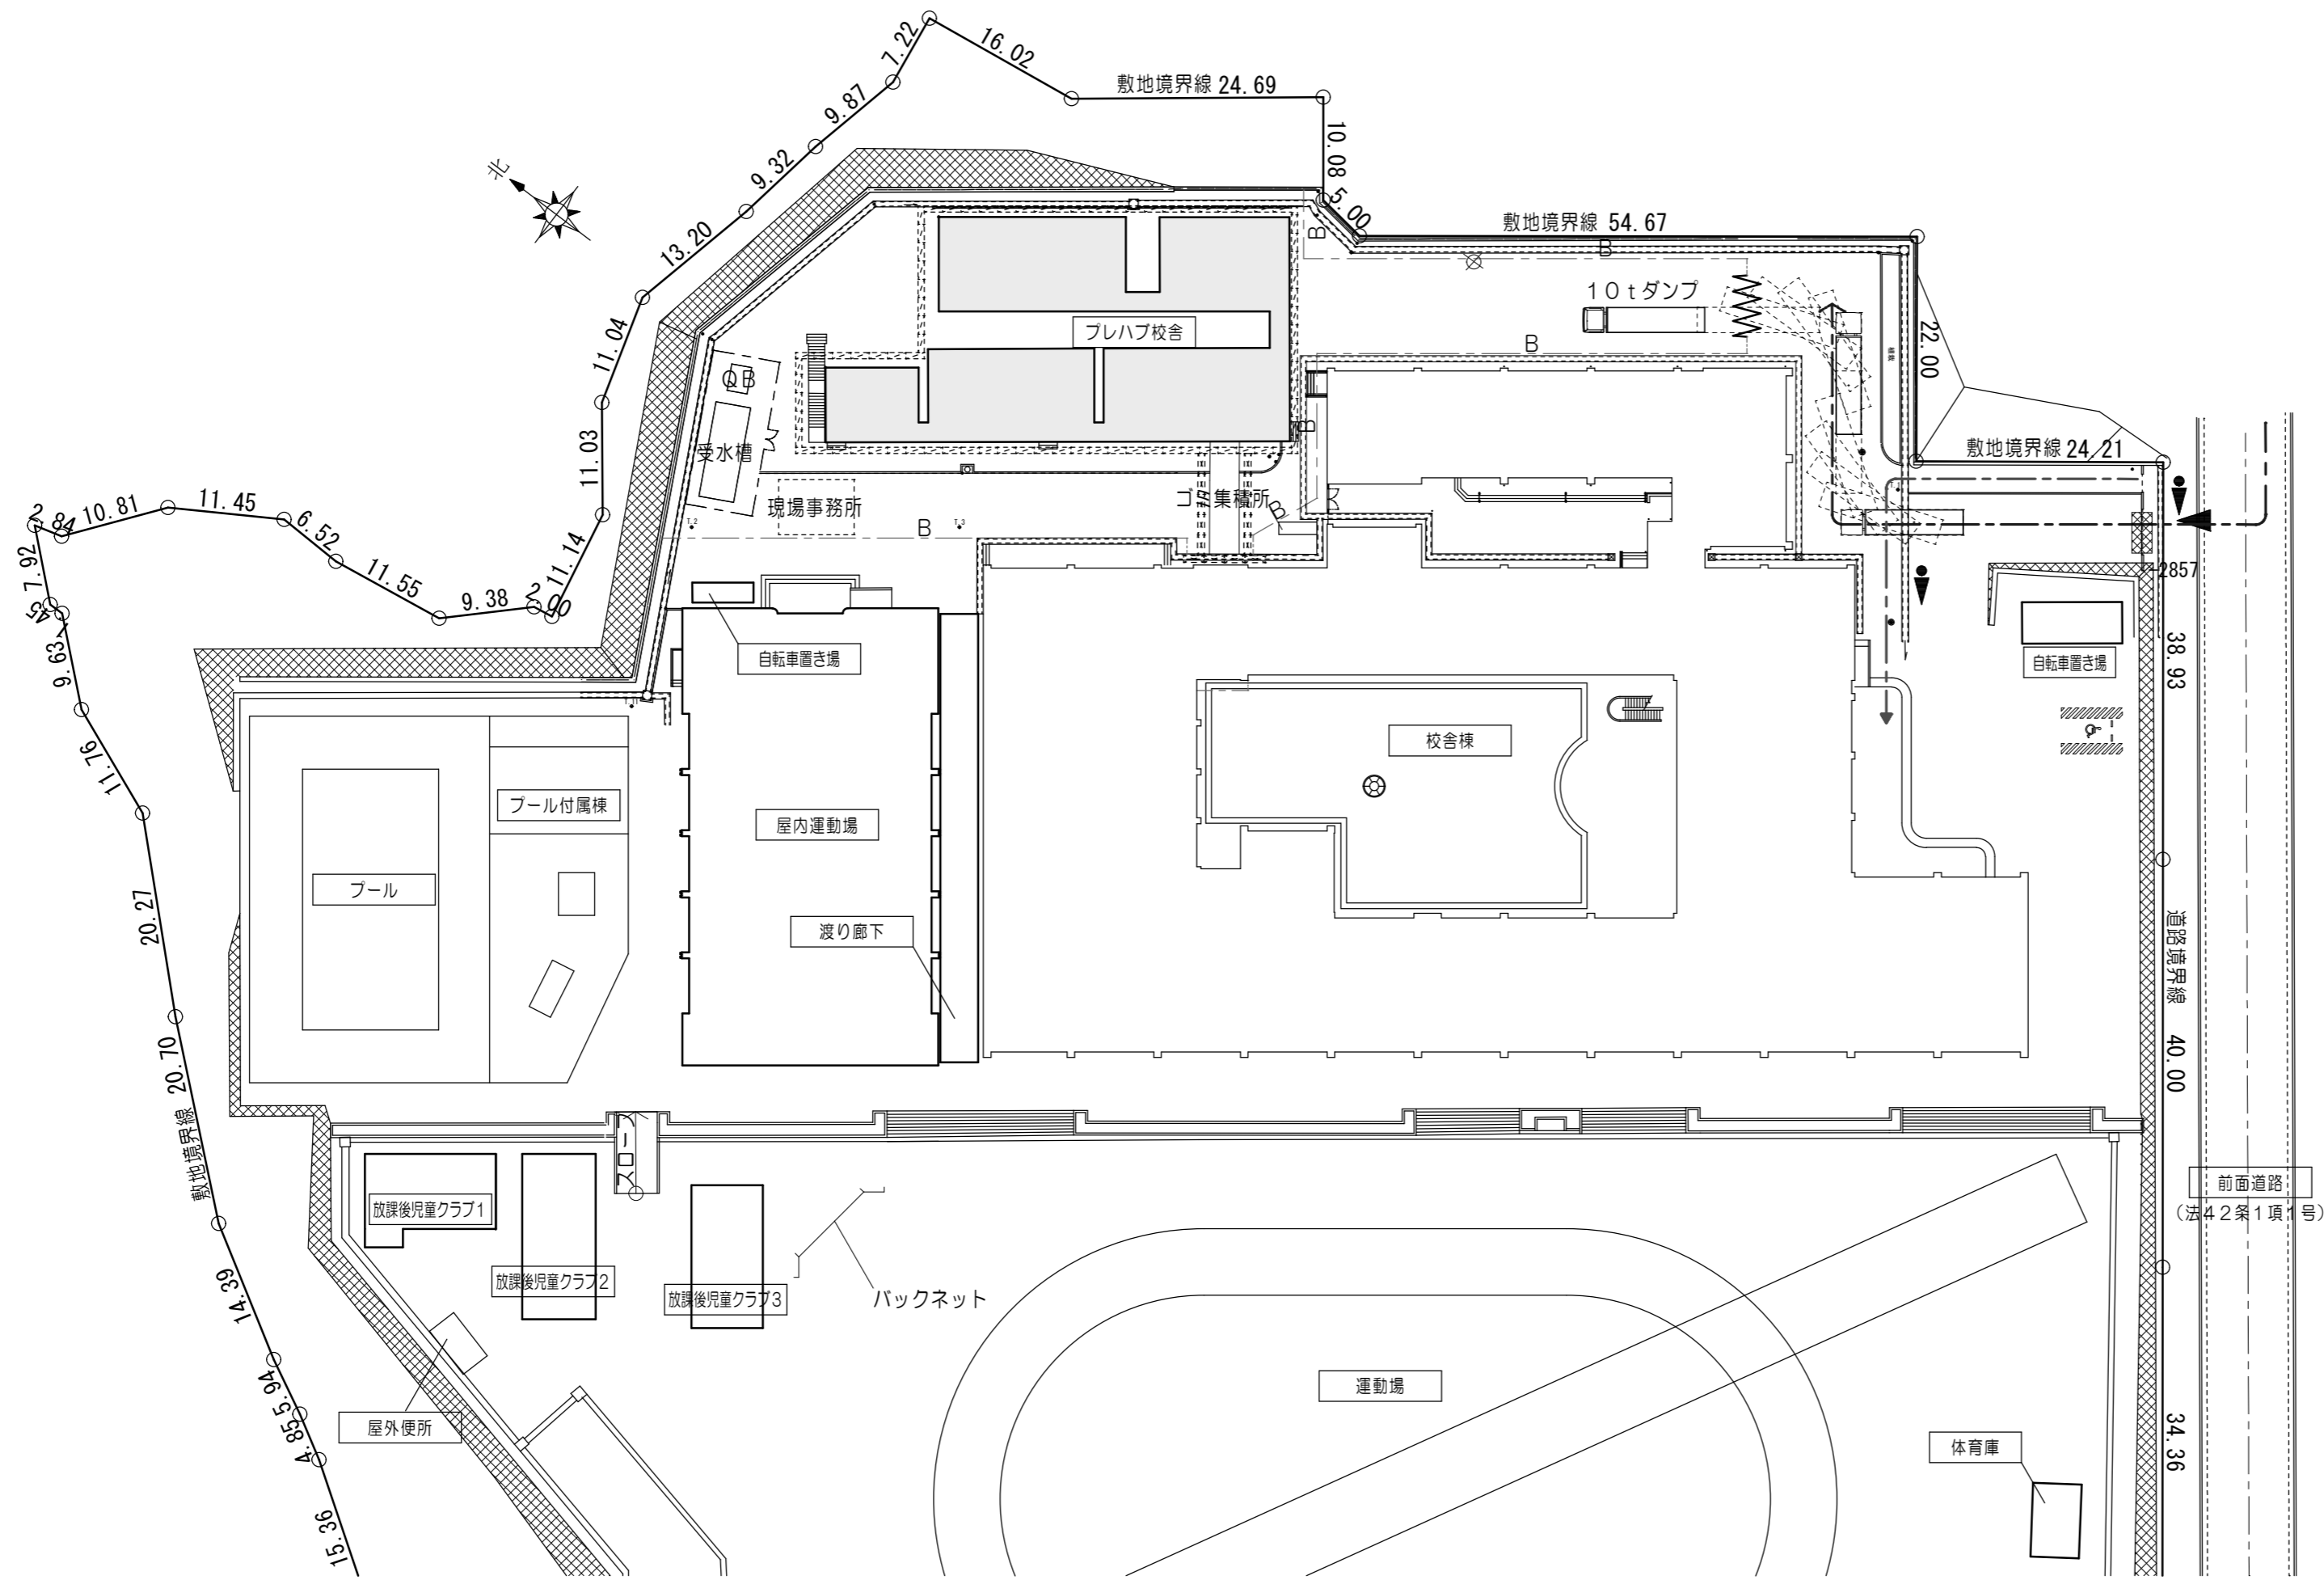 7.22
16.02
敷地境界線 24.69
9.87
10.08
9.32
北
5.00
13.20
敷地境界線 54.67
B
B
10tダンプ
11.04
プレハブ校舎
B
22.00
植栽
QB
11.03
受水槽
B
敷地境界線 24.21
現場事務所
ゴミ集積所
T.2
T.3
B
B
2.84
10.81
11.45
6.52
7.92
11.14
11.55
9.38
2.00
2857
9.63
自転車置き場
自転車置き場
38.93
T.11
11.76
校舎棟
プール付属棟
屋内運動場
プール
20.27
渡り廊下
道路境界線 40.00
敷地境界線 20.70
前面道路
(法42条1項1号)
放課後児童クラブ1
放課後児童クラブ2
放課後児童クラブ3
バックネット
14.39
運動場
5.94
屋外便所
4.85
体育庫
34.36
15.36